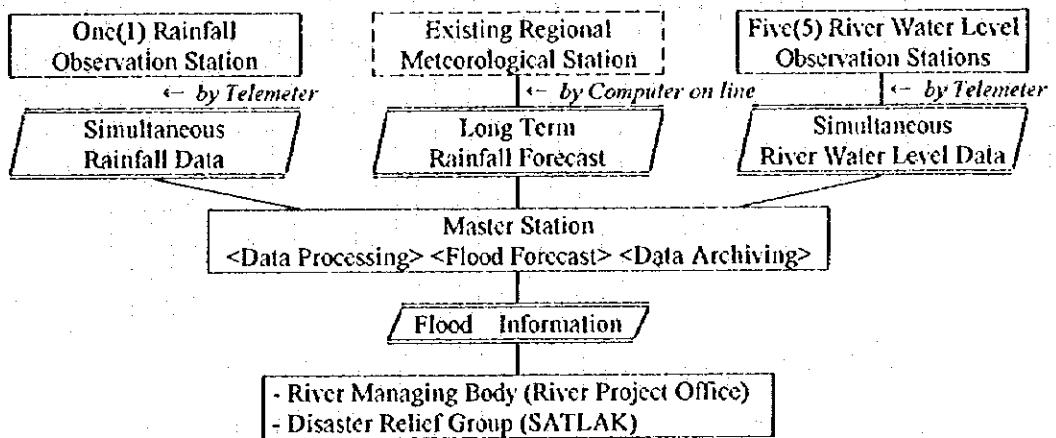 One(1) Rainfall
Observation Station
Existing Regional
Meteorological Station
Five(5) River Water Level
Observation Stations
← by Telemeter
← by Computer on line
← by Telemeter
Simultaneous
Rainfall Data
Long Term
Rainfall Forecast
Simultaneous
River Water Level Data
Master Station
<Data Processing> <Flood Forecast> <Data Archiving>
Flood Information
- River Managing Body (River Project Office)
- Disaster Relief Group (SATLAK)